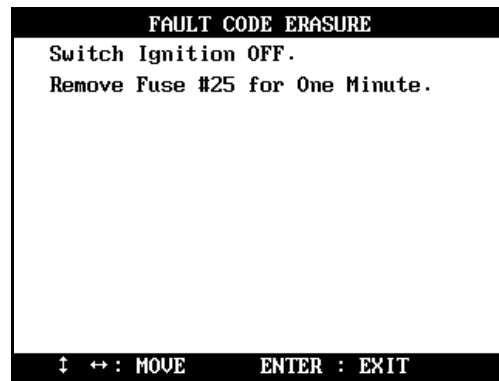 FAULT CODE ERASURE
Switch Ignition OFF.
Remove Fuse #25 for One Minute.
↕ ↔: MOVE ENTER : EXIT